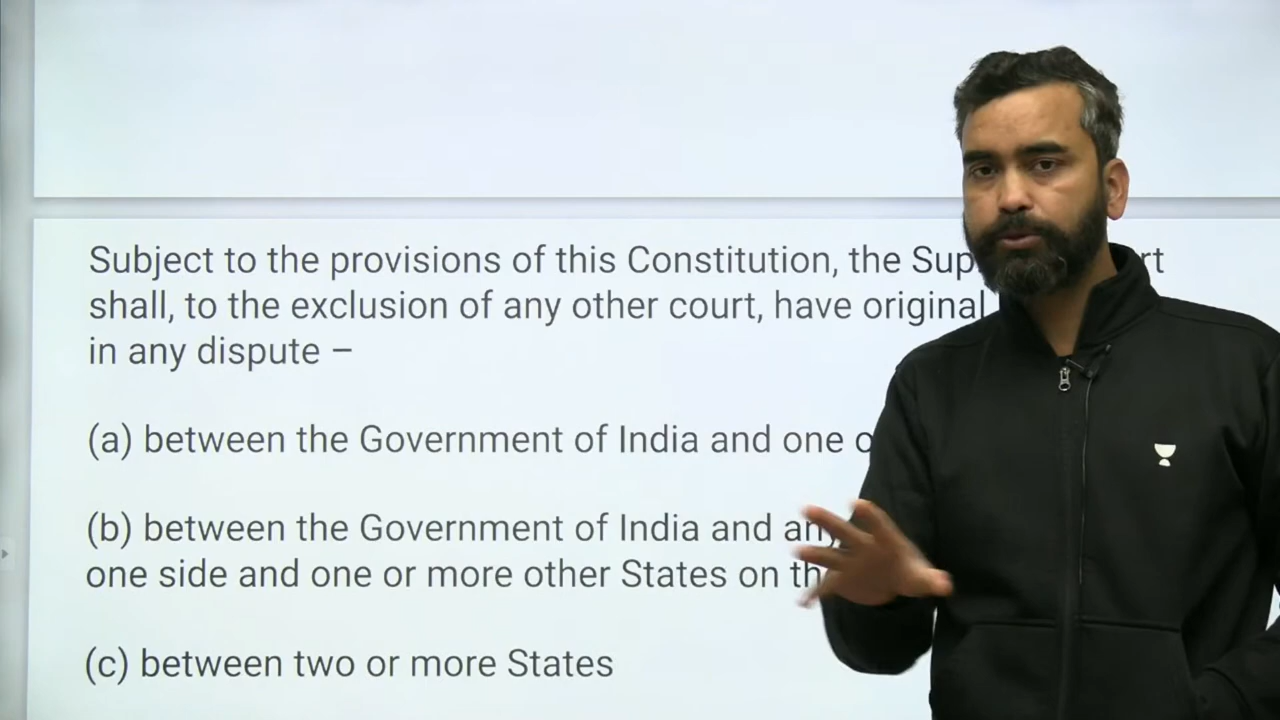 Subject to the provisions of this Constitution, the Sup rt
shall, to the exclusion of any other court, have original
in any dispute –
(a) between the Government of India and one o
(b) between the Government of India and any
one side and one or more other States on th
(c) between two or more States